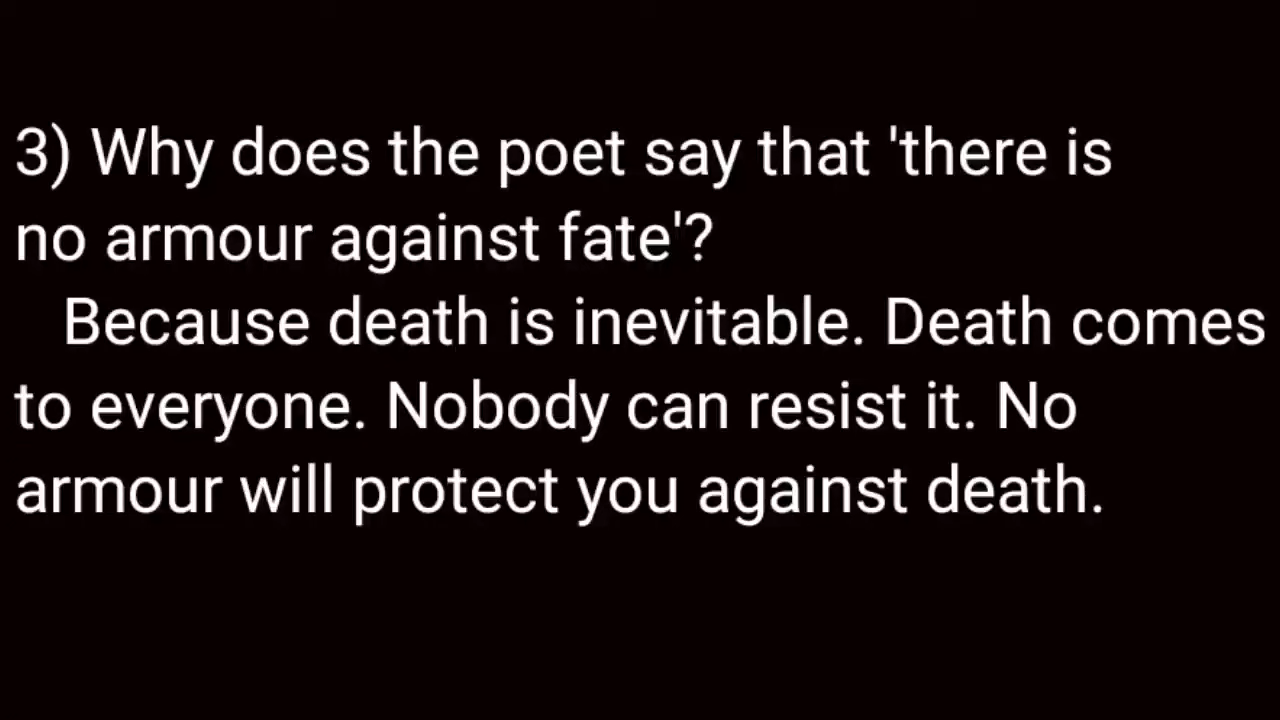 3) Why does the poet say that 'there is
no armour against fate'?
Because death is inevitable. Death comes
to everyone. Nobody can resist it. No
armour will protect you against death.